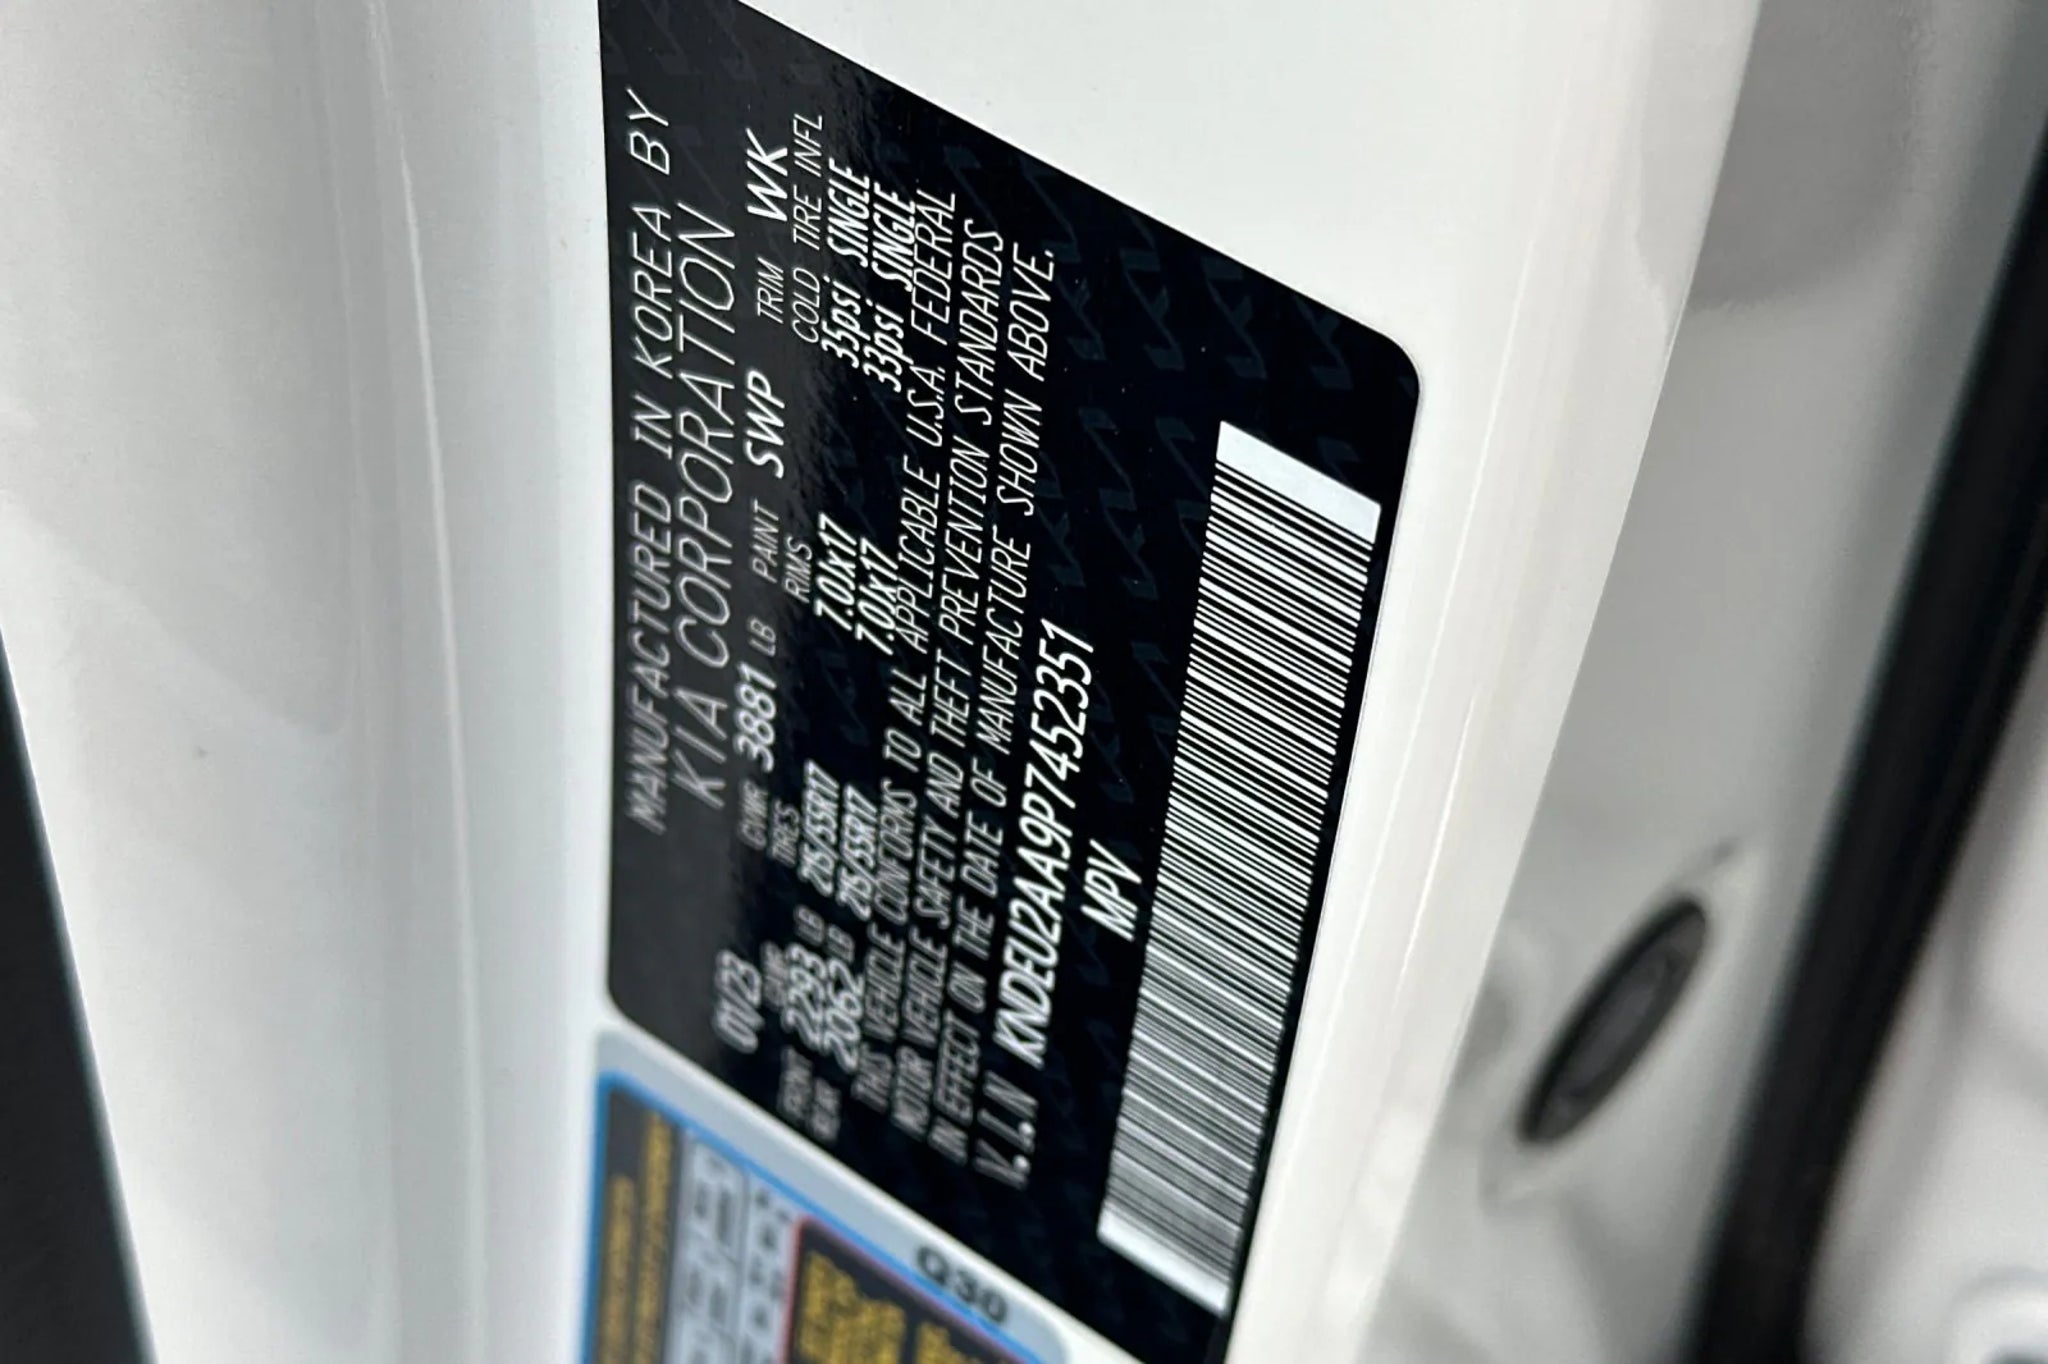 MANUFACTURED IN KOREA BY
KIA CORPORATION
01/23 GVWR 3881 LB PAINT SWP TRIM WK
GAWR TIRES RIMS COLD TIRE INFL
FRNT 2293 LB 215/55R17 7.0Jx17 35psi SINGLE
REAR 2062 LB 215/55R17 7.0Jx17 33psi SINGLE
THIS VEHICLE CONFORMS TO ALL APPLICABLE U.S.A. FEDERAL
MOTOR VEHICLE SAFETY AND THEFT PREVENTION STANDARDS
IN EFFECT ON THE DATE OF MANUFACTURE SHOWN ABOVE.
V.I.N KNDEU2AA9P7452351
MPV
Q30